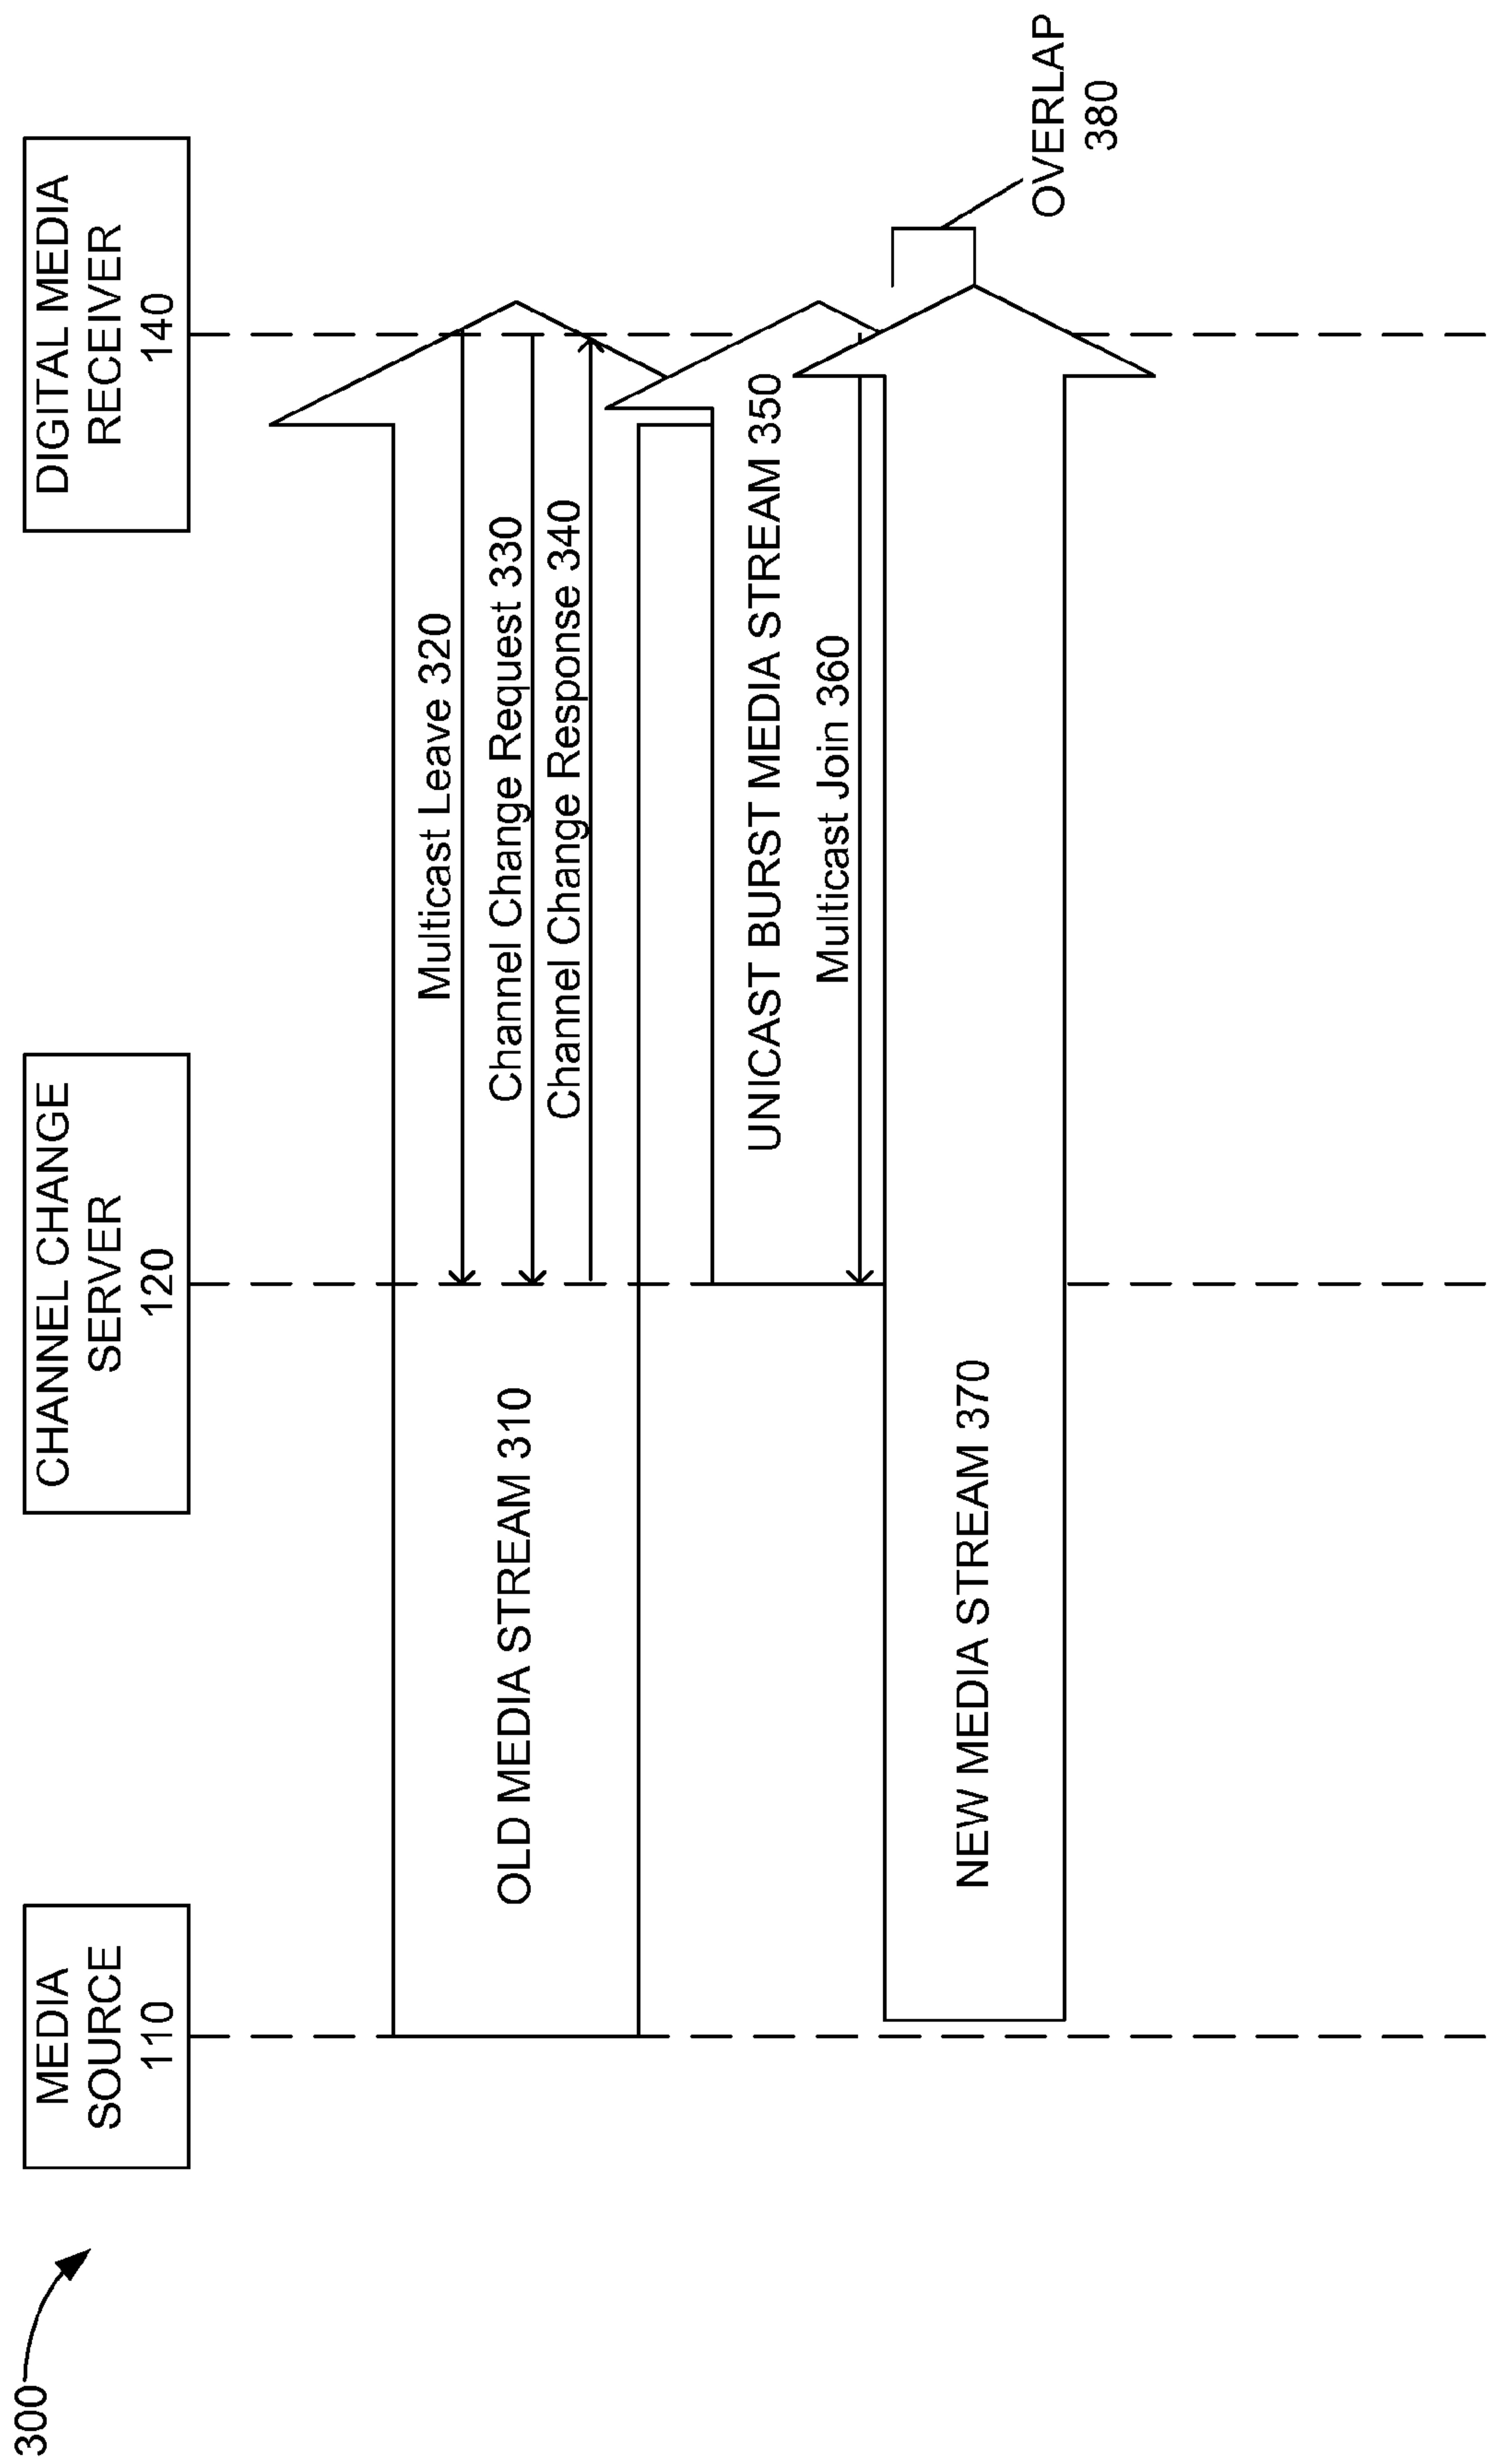 300
MEDIA
SOURCE
110
CHANNEL CHANGE
SERVER
120
DIGITAL MEDIA
RECEIVER
140
OLD MEDIA STREAM 310
Multicast Leave 320
Channel Change Request 330
Channel Change Response 340
UNICAST BURST MEDIA STREAM 350
Multicast Join 360
NEW MEDIA STREAM 370
OVERLAP
380